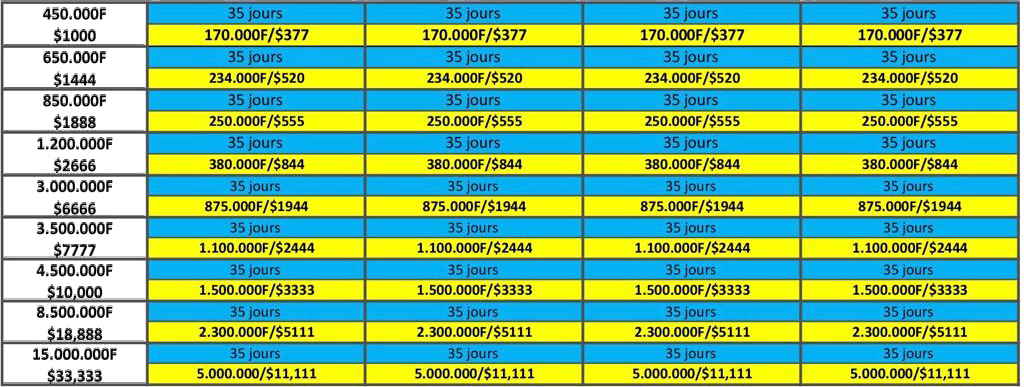 450.000F 35 jours 35 jours 35 jours 35 jours
$1000 170.000F/$377 170.000F/$377 170.000F/$377 170.000F/$377
650.000F 35 jours 35 jours 35 jours 35 jours
$1444 234.000F/$520 234.000F/$520 234.000F/$520 234.000F/$520
850.000F 35 jours 35 jours 35 jours 35 jours
$1888 250.000F/$555 250.000F/$555 250.000F/$555 250.000F/$555
1.200.000F 35 jours 35 jours 35 jours 35 jours
$2666 380.000F/$844 380.000F/$844 380.000F/$844 380.000F/$844
3.000.000F 35 jours 35 jours 35 jours 35 jours
$6666 875.000F/$1944 875.000F/$1944 875.000F/$1944 875.000F/$1944
3.500.000F 35 jours 35 jours 35 jours 35 jours
$7777 1.100.000F/$2444 1.100.000F/$2444 1.100.000F/$2444 1.100.000F/$2444
4.500.000F 35 jours 35 jours 35 jours 35 jours
$10,000 1.500.000F/$3333 1.500.000F/$3333 1.500.000F/$3333 1.500.000F/$3333
8.500.000F 35 jours 35 jours 35 jours 35 jours
$18,888 2.300.000F/$5111 2.300.000F/$5111 2.300.000F/$5111 2.300.000F/$5111
15.000.000F 35 jours 35 jours 35 jours 35 jours
$33,333 5.000.000/$11,111 5.000.000/$11,111 5.000.000/$11,111 5.000.000/$11,111